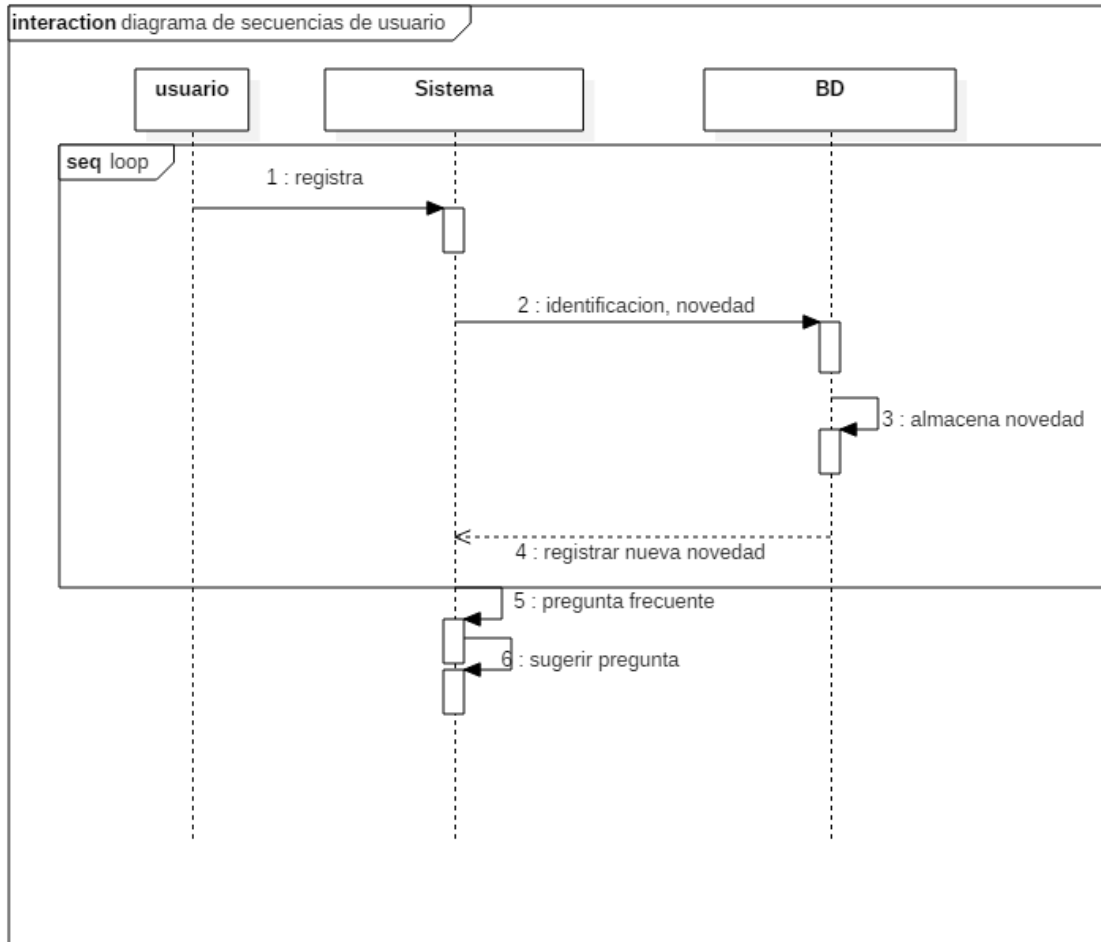 interaction diagrama de secuencias de usuario
usuario
Sistema
BD
seq loop
1 : registra
2 : identificacion, novedad
3 : almacena novedad
4 : registrar nueva novedad
5 : pregunta frecuente
6 : sugerir pregunta